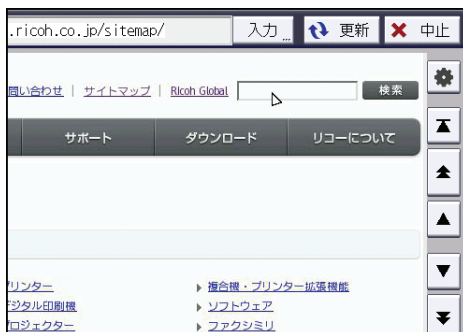 .ricoh.co.jp/sitemap/ 入力... 更新 中止
問い合わせ | サイトマップ | Ricoh Global 検索
サポート ダウンロード リコーについて
プリンター 複合機・プリンター拡張機能
デジタル印刷機 ソフトウェア
プロジェクター ファクシミリ